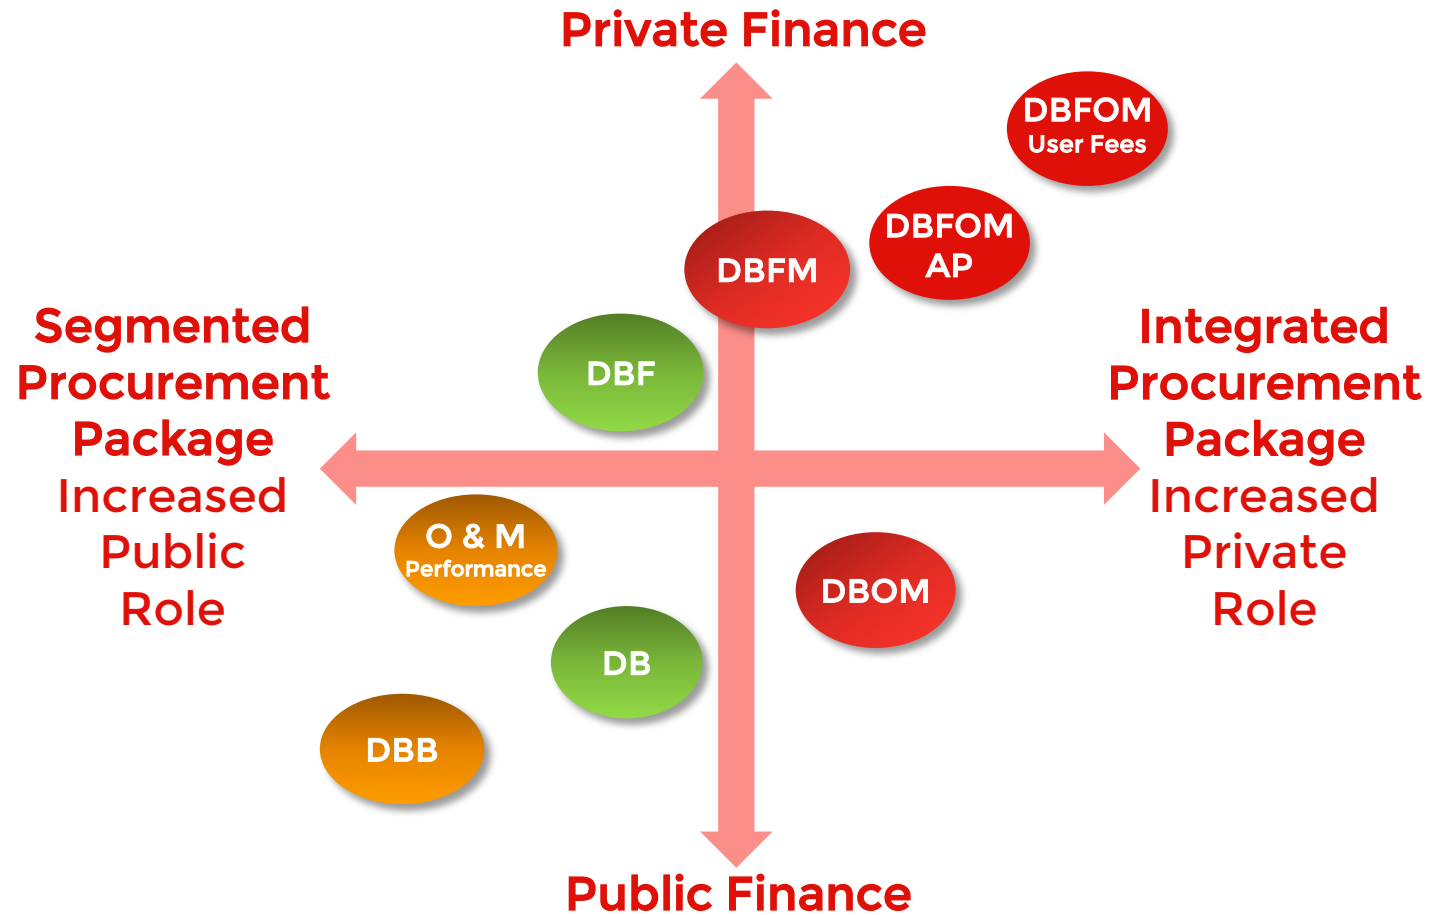 Private Finance
DBFOM
User Fees
DBFOM
AP
DBFM
DBF
Segmented
Procurement
Package
Increased
Public
Role
Integrated
Procurement
Package
Increased
Private
Role
O & M
Performance
DBOM
DB
DBB
Public Finance